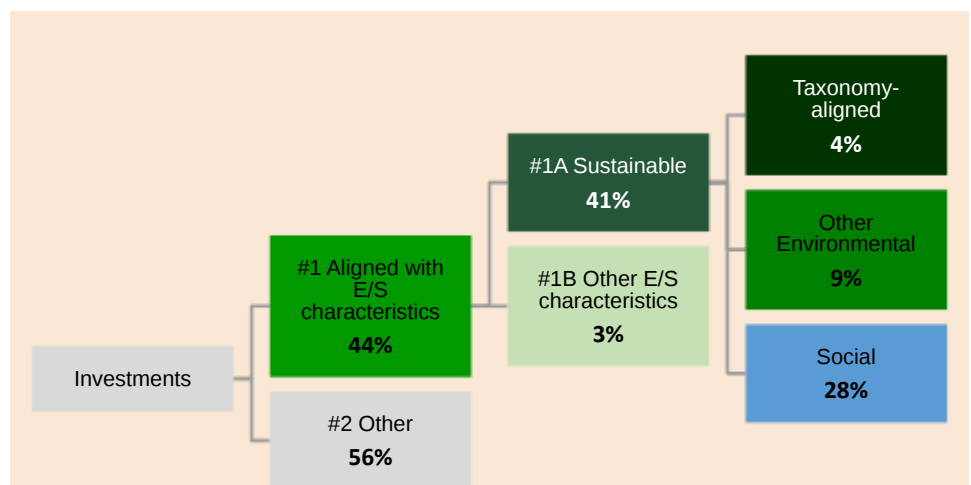 Investments
#1 Aligned with
E/S
characteristics
44%
#2 Other
56%
#1A Sustainable
41%
#1B Other E/S
characteristics
3%
Taxonomy-
aligned
4%
Other
Environmental
9%
Social
28%